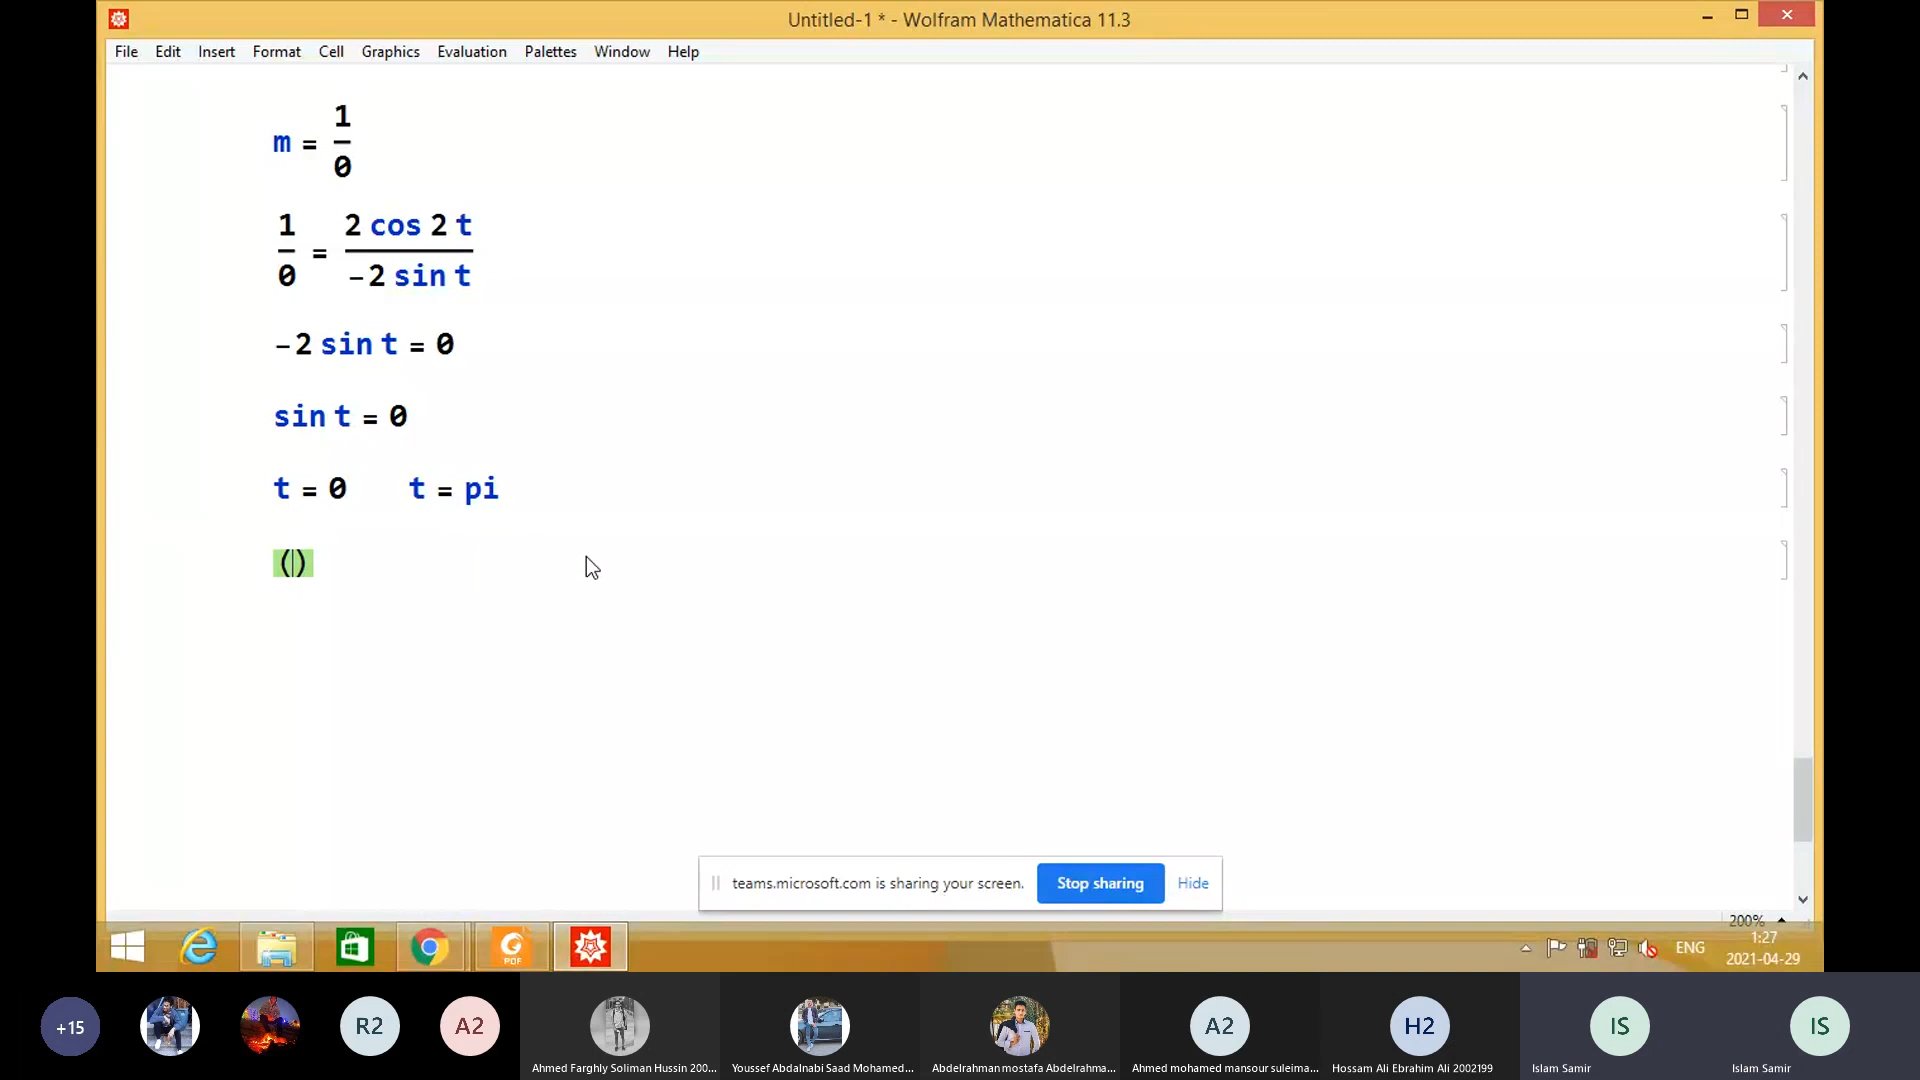 Untitled-1 * - Wolfram Mathematica 11.3
File Edit Insert Format Cell Graphics Evaluation Palettes Window Help
m = 1/0
1/0 = 2 cos 2 t / -2 sin t
-2 sin t = 0
sin t = 0
t = 0 t = pi
()
teams.microsoft.com is sharing your screen. Stop sharing Hide
200%
PDF
ENG
1:27
2021-04-29
+15 R2 A2 A2 H2 IS IS
Ahmed Farghly Soliman Hussin 200... Youssef Abdalnabi Saad Mohamed... Abdelrahman mostafa Abdelrahma... Ahmed mohamed mansour suleima... Hossam Ali Ebrahim Ali 2002199 Islam Samir Islam Samir